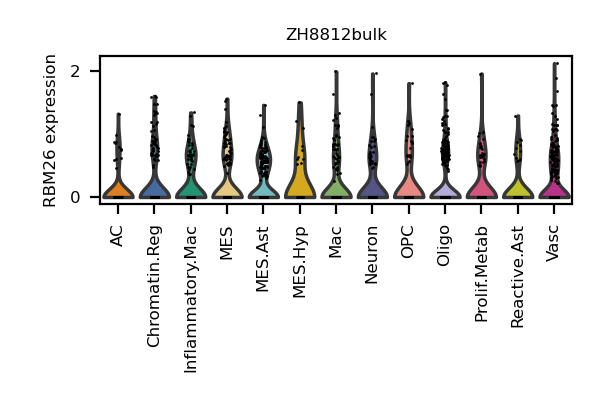 ZH8812bulk
RBM26 expression
2
0
AC
Chromatin.Reg
Inflammatory.Mac
MES
MES.Ast
MES.Hyp
Mac
Neuron
OPC
Oligo
Prolif.Metab
Reactive.Ast
Vasc